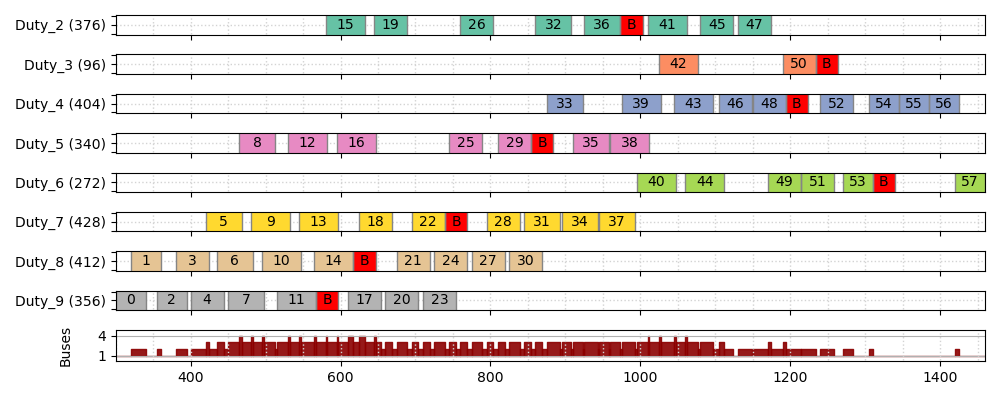 Duty_2 (376) 15 19 26 32 36 B 41 45 47
Duty_3 (96) 42 50 B
Duty_4 (404) 33 39 43 46 48 B 52 54 55 56
Duty_5 (340) 8 12 16 25 29 B 35 38
Duty_6 (272) 40 44 49 51 53 B 57
Duty_7 (428) 5 9 13 18 22 B 28 31 34 37
Duty_8 (412) 1 3 6 10 14 B 21 24 27 30
Duty_9 (356) 0 2 4 7 11 B 17 20 23
Buses
4
1
400 600 800 1000 1200 1400